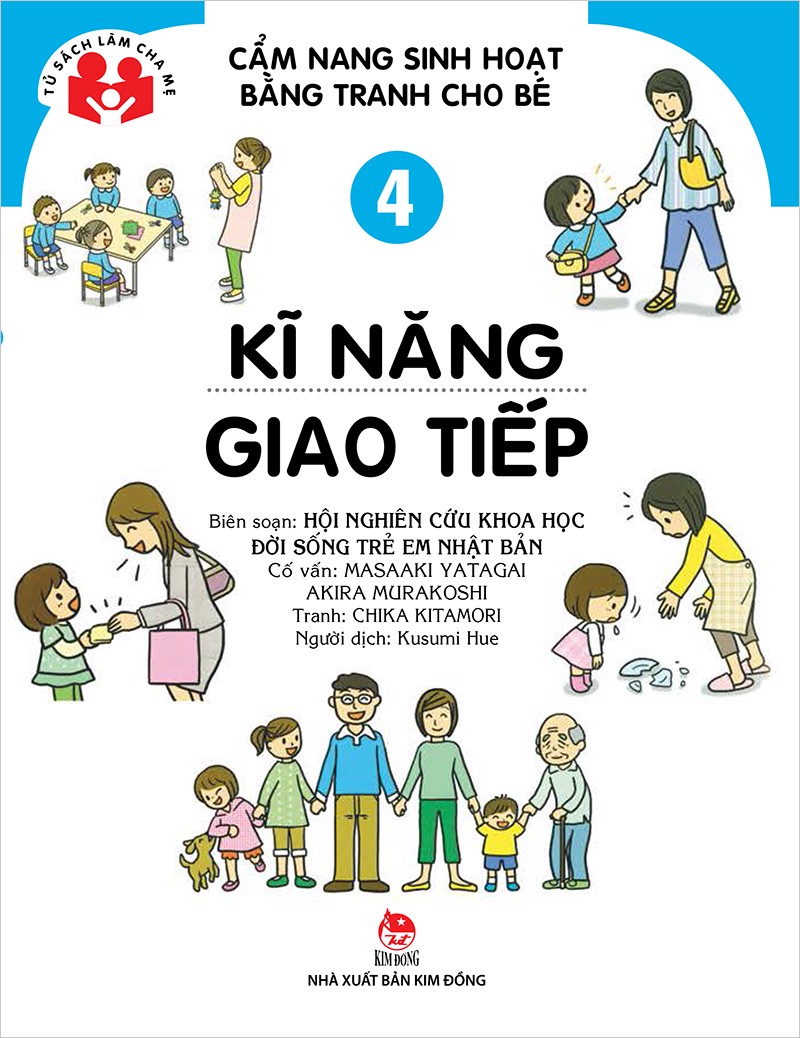 TỦ SÁCH LÀM CHA MẸ
CẨM NANG SINH HOẠT
BẰNG TRANH CHO BÉ
4
KĨ NĂNG
GIAO TIẾP
Biên soạn: HỘI NGHIÊN CỨU KHOA HỌC
ĐỜI SỐNG TRẺ EM NHẬT BẢN
Cố vấn: MASAAKI YATAGAI
AKIRA MURAKOSHI
Tranh: CHIKA KITAMORI
Người dịch: Kusumi Hue
KĐ
KIM ĐỒNG
NHÀ XUẤT BẢN KIM ĐỒNG